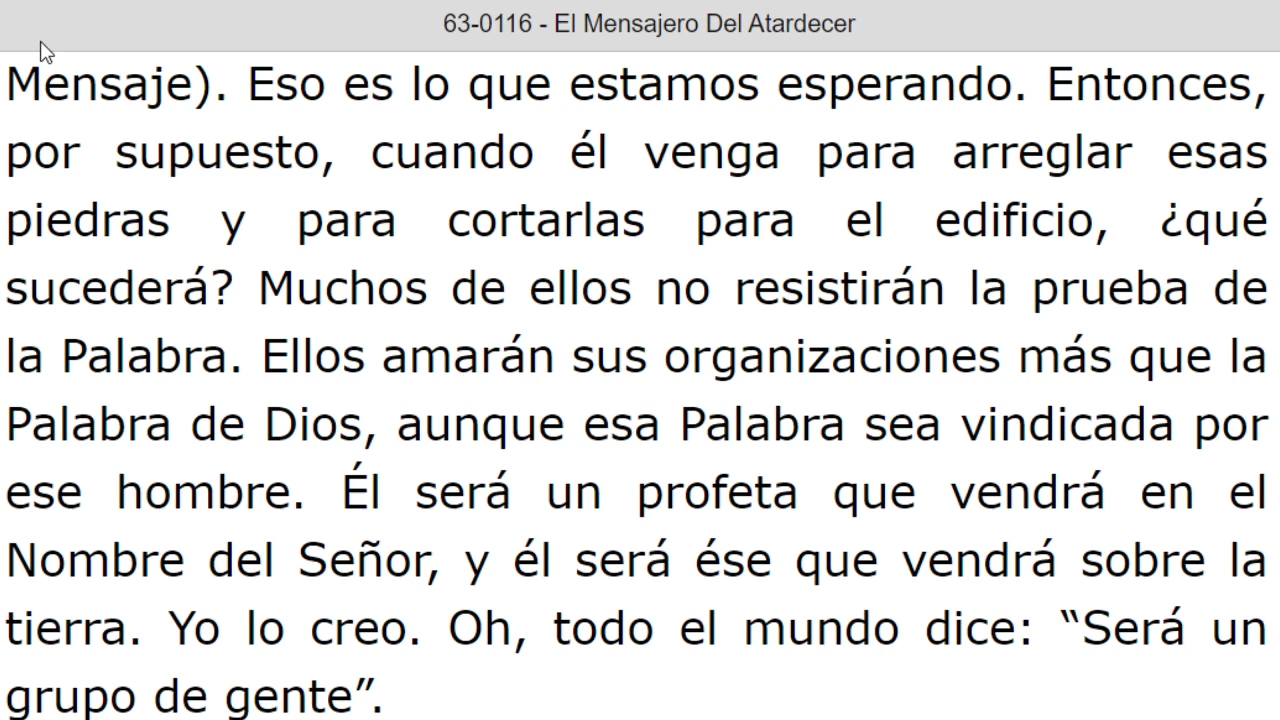 63-0116 - El Mensajero Del Atardecer
Mensaje). Eso es lo que estamos esperando. Entonces,
por supuesto, cuando él venga para arreglar esas
piedras y para cortarlas para el edificio, ¿qué
sucederá? Muchos de ellos no resistirán la prueba de
la Palabra. Ellos amarán sus organizaciones más que la
Palabra de Dios, aunque esa Palabra sea vindicada por
ese hombre. Él será un profeta que vendrá en el
Nombre del Señor, y él será ése que vendrá sobre la
tierra. Yo lo creo. Oh, todo el mundo dice: “Será un
grupo de gente”.